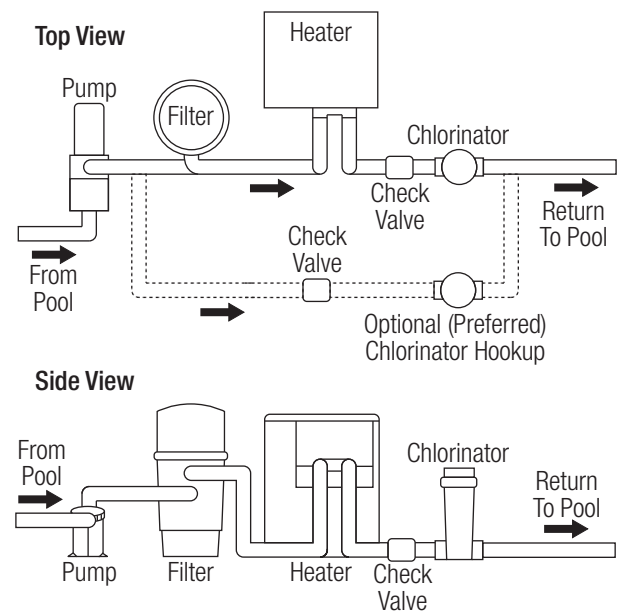 Top View
Heater
Pump
Filter
Chlorinator
Check
Valve
Return
To Pool
From
Pool
Check
Valve
Optional (Preferred)
Chlorinator Hookup
Side View
From
Pool
Chlorinator
Return
To Pool
Pump
Filter
Heater
Check
Valve